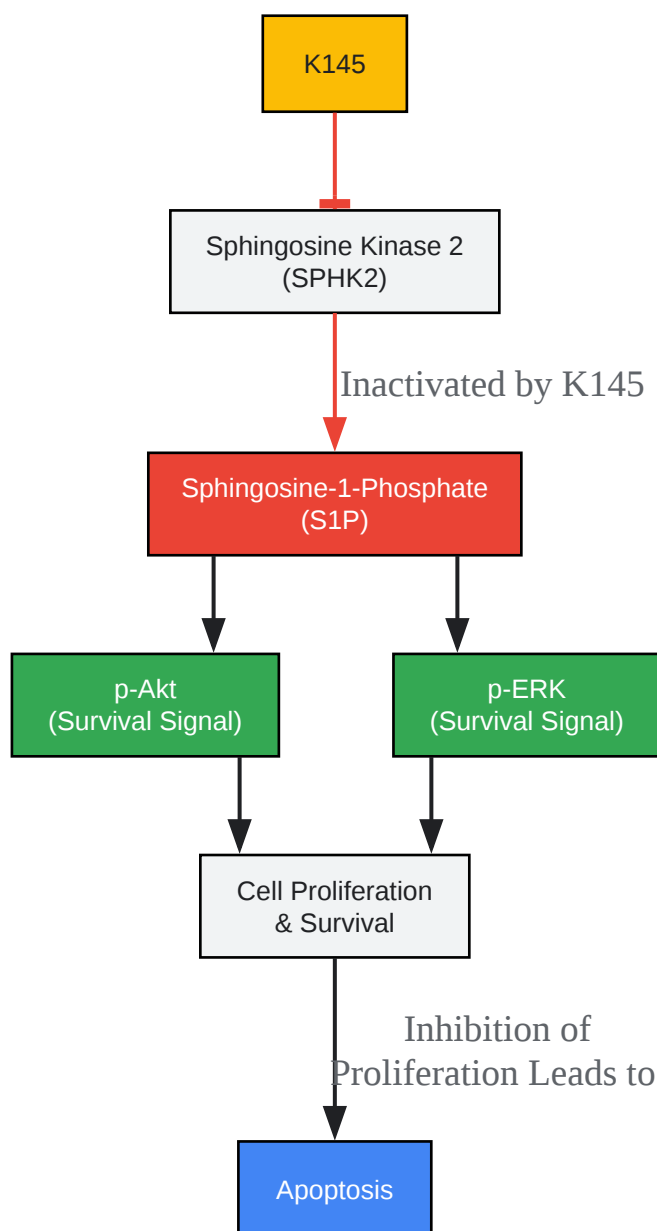 K145
Sphingosine Kinase 2
(SPHK2)
Inactivated by K145
Sphingosine-1-Phosphate
(S1P)
p-Akt
(Survival Signal)
p-ERK
(Survival Signal)
Cell Proliferation
& Survival
Inhibition of
Proliferation Leads to
Apoptosis